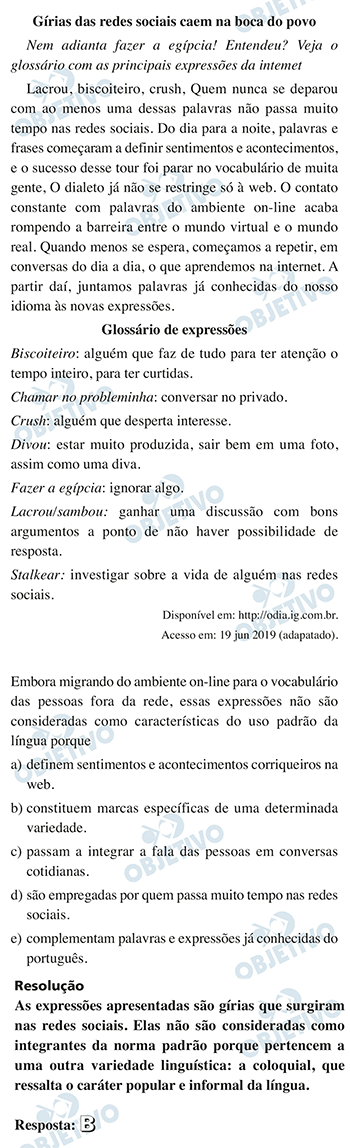 Gírias das redes sociais caem na boca do povo
Nem adianta fazer a egípcia! Entendeu? Veja o
glossário com as principais expressões da intemet
Lacrou, biscoiteiro, crush, Quem nunca se deparou
com ao menos uma dessas palavras não passa muito
tempo nas redes sociais. Do dia para a noite, palavras e
frases começaram a definir sentimentos e acontecimentos,
e o sucesso desse tour foi parar no vocabulário de muita
gente, O dialeto já não se restringe só à web. O contato
constante com palavras do ambiente on-line acaba
rompendo a barreira entre o mundo virtual e o mundo
real. Quando menos se espera, começamos a repetir, em
conversas do dia a dia, o que aprendemos na internet. A
partir daí, juntamos palavras já conhecidas do nosso
idioma às novas expressões.
Glossário de expressões
Biscoiteiro: alguém que faz de tudo para ter atenção o
tempo inteiro, para ter curtidas.
Chamar no probleminha: conversar no privado.
Crush: alguém que desperta interesse.
Divou: estar muito produzida, sair bem em uma foto,
assim como uma diva.
Fazer a egípcia: ignorar algo.
Lacrou/sambou: ganhar uma discussão com bons
argumentos a ponto de não haver possibilidade de
resposta.
Stalkear: investigar sobre a vida de alguém nas redes
sociais.
Disponível em: http://odia.ig.com.br.
Acesso em: 19 jun 2019 (adapatado).
Embora migrando do ambiente on-line para o vocabulário
das pessoas fora da rede, essas expressões não são
consideradas como características do uso padrão da
língua porque
a) definem sentimentos e acontecimentos corriqueiros na
web.
b) constituem marcas específicas de uma determinada
variedade.
c) passam a integrar a fala das pessoas em conversas
cotidianas.
d) são empregadas por quem passa muito tempo nas redes
sociais.
e) complementam palavras e expressões já conhecidas do
português.
Resolução
As expressões apresentadas são gírias que surgiram
nas redes sociais. Elas não são consideradas como
integrantes da norma padrão porque pertencem a
uma outra variedade linguística: a coloquial, que
ressalta o caráter popular e informal da língua.
Resposta: B